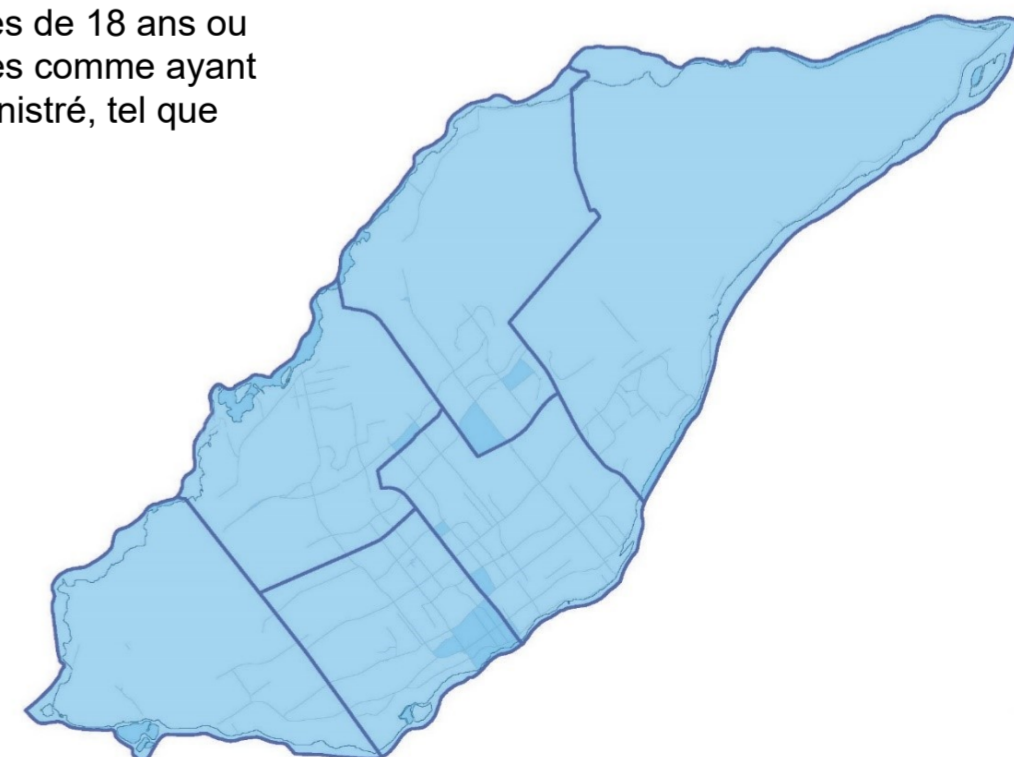 es de 18 ans ou
es comme ayant
nistré, tel que